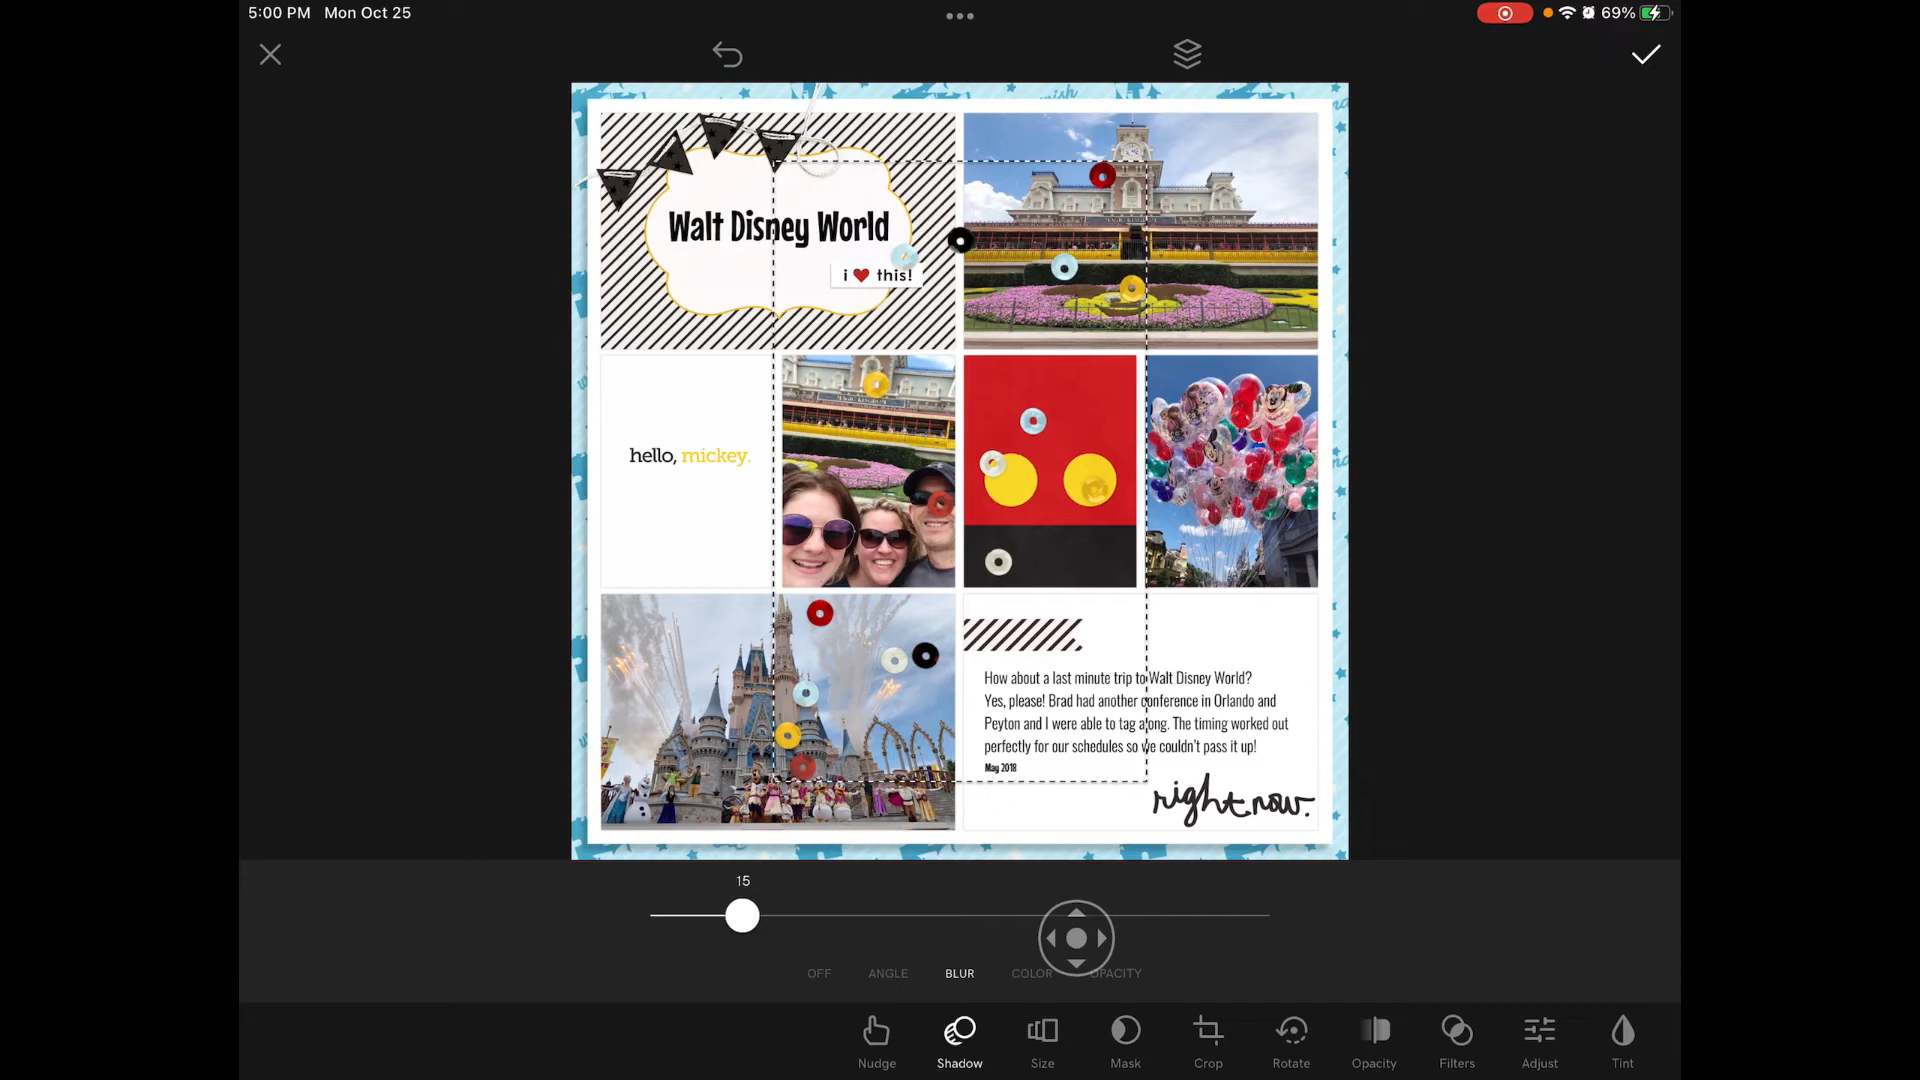 5:00 PM Mon Oct 25
69%
Walt Disney World
i ❤ this!
MAGIC KINGDOM
hello, mickey.
How about a last minute trip to Walt Disney World?
Yes, please! Brad had another conference in Orlando and
Peyton and I were able to tag along. The timing worked out
perfectly for our schedules so we couldn't pass it up!
May 2018
right now.
15
OFF ANGLE BLUR COLOR OPACITY
Nudge Shadow Size Mask Crop Rotate Opacity Filters Adjust Tint